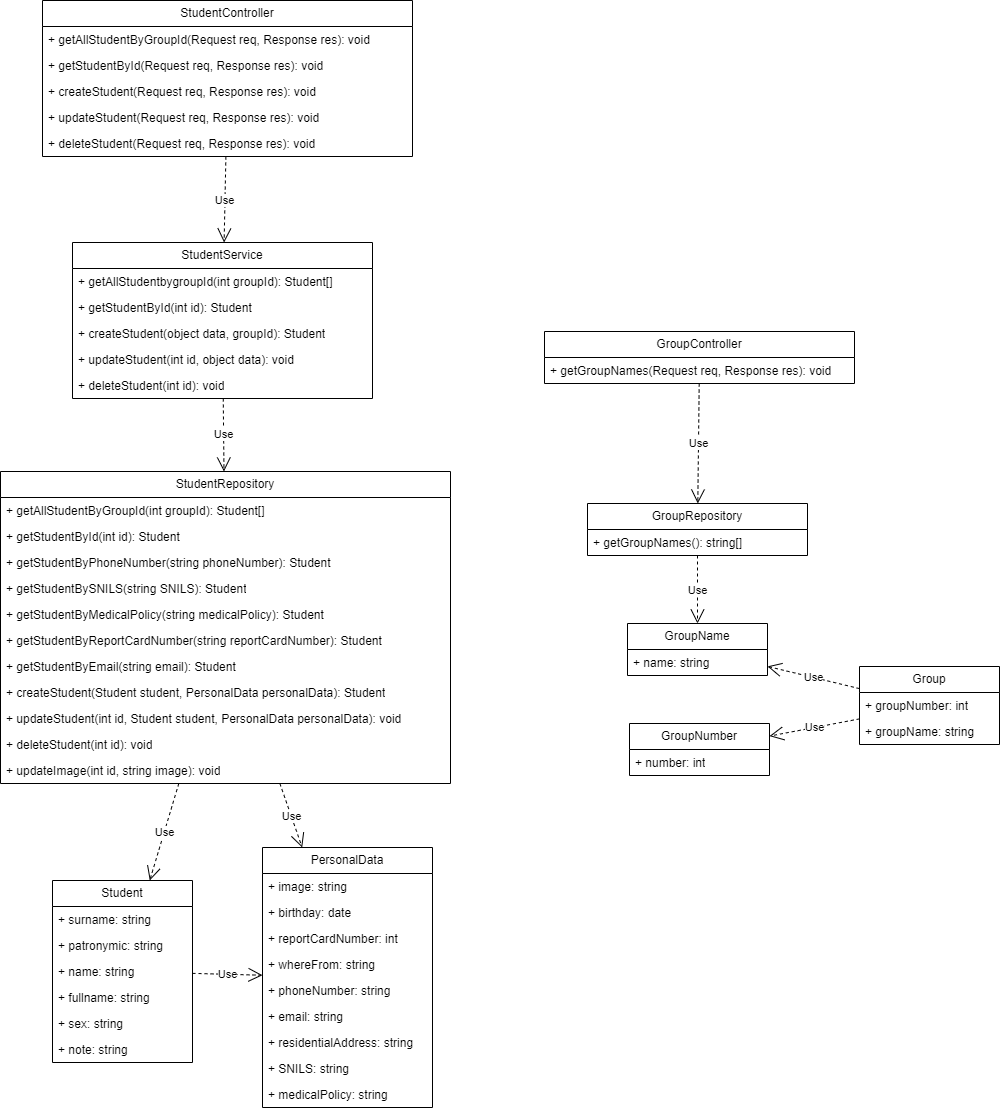 StudentController
+ getAllStudentByGroupId(Request req, Response res): void
+ getStudentById(Request req, Response res): void
+ createStudent(Request req, Response res): void
+ updateStudent(Request req, Response res): void
+ deleteStudent(Request req, Response res): void
Use
StudentService
+ getAllStudentbygroupId(int groupId): Student[]
+ getStudentById(int id): Student
+ createStudent(object data, groupId): Student
+ updateStudent(int id, object data): void
+ deleteStudent(int id): void
Use
StudentRepository
+ getAllStudentByGroupId(int groupId): Student[]
+ getStudentById(int id): Student
+ getStudentByPhoneNumber(string phoneNumber): Student
+ getStudentBySNILS(string SNILS): Student
+ getStudentByMedicalPolicy(string medicalPolicy): Student
+ getStudentByReportCardNumber(string reportCardNumber): Student
+ getStudentByEmail(string email): Student
+ createStudent(Student student, PersonalData personalData): Student
+ updateStudent(int id, Student student, PersonalData personalData): void
+ deleteStudent(int id): void
+ updateImage(int id, string image): void
Use
Use
Student
+ surname: string
+ patronymic: string
+ name: string
+ fullname: string
+ sex: string
+ note: string
Use
PersonalData
+ image: string
+ birthday: date
+ reportCardNumber: int
+ whereFrom: string
+ phoneNumber: string
+ email: string
+ residentialAddress: string
+ SNILS: string
+ medicalPolicy: string
GroupController
+ getGroupNames(Request req, Response res): void
Use
GroupRepository
+ getGroupNames(): string[]
Use
GroupName
+ name: string
Use
Group
+ groupNumber: int
+ groupName: string
Use
GroupNumber
+ number: int